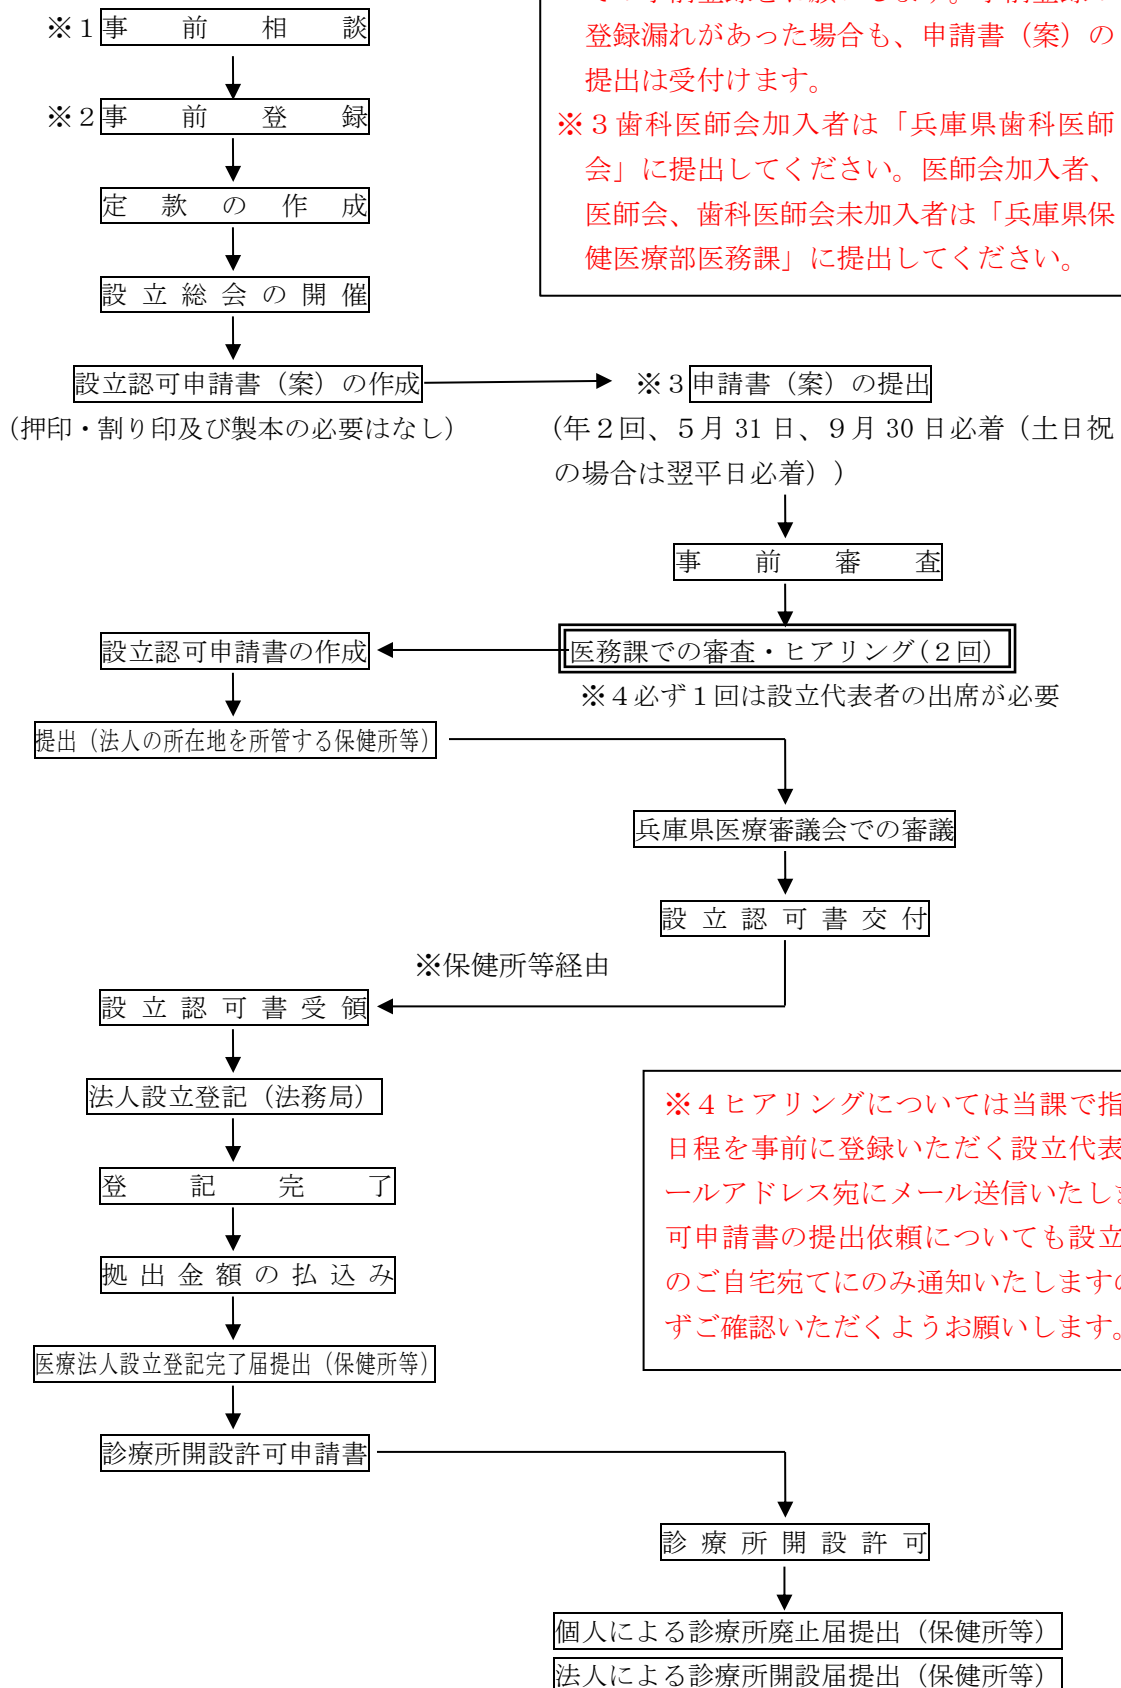 ※１事前相談
登録漏れがあった場合も、申請書（案）の
提出は受付けます。
※２事前登録
※３歯科医師会加入者は「兵庫県歯科医師
会」に提出してください。医師会加入者、
医師会、歯科医師会未加入者は「兵庫県保
健医療部医務課」に提出してください。
定款の作成
設立総会の開催
設立認可申請書（案）の作成
（押印・割り印及び製本の必要はなし）
※３申請書（案）の提出
（年２回、５月 31 日、９月 30 日必着（土日祝
の場合は翌平日必着））
事前審査
医務課での審査・ヒアリング(２回)
※４必ず１回は設立代表者の出席が必要
設立認可申請書の作成
提出（法人の所在地を所管する保健所等）
兵庫県医療審議会での審議
設立認可書交付
※保健所等経由
設立認可書受領
法人設立登記（法務局）
登記完了
拠出金額の払込み
医療法人設立登記完了届提出（保健所等）
診療所開設許可申請書
※４ヒアリングについては当課で指
日程を事前に登録いただく設立代表
ールアドレス宛にメール送信いたしま
可申請書の提出依頼についても設立
のご自宅宛てにのみ通知いたしますの
ずご確認いただくようお願いします。
診療所開設許可
個人による診療所廃止届提出（保健所等）
法人による診療所開設届提出（保健所等）